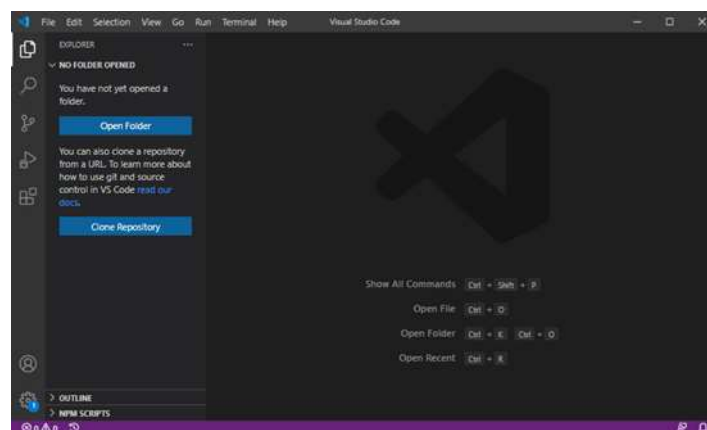 File Edit Selection View Go Run Terminal Help Visual Studio Code
EXPLORER
NO FOLDER OPENED
You have not yet opened a
folder.
Open Folder
You can also clone a repository
from a URL. To learn more about
how to use git and source
control in VS Code read our
docs.
Clone Repository
Show All Commands Ctrl + Shift + P
Open File Ctrl + O
Open Folder Ctrl + K Ctrl + O
Open Recent Ctrl + R
1
OUTLINE
NPM SCRIPTS
0 0